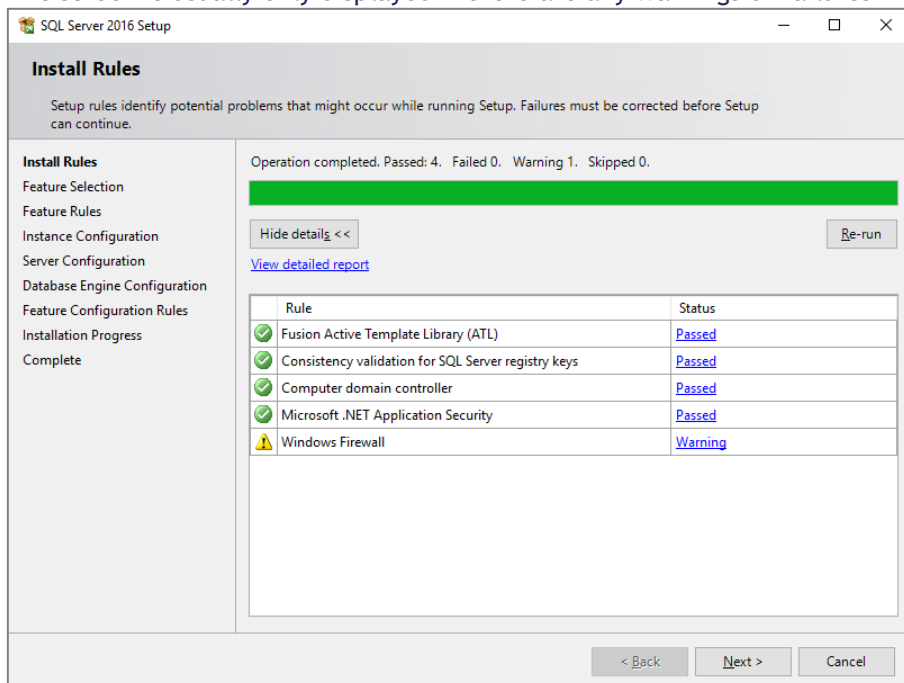 SQL Server 2016 Setup
Install Rules
Setup rules identify potential problems that might occur while running Setup. Failures must be corrected before Setup
can continue.
Install Rules
Feature Selection
Feature Rules
Instance Configuration
Server Configuration
Database Engine Configuration
Feature Configuration Rules
Installation Progress
Complete
Operation completed. Passed: 4. Failed 0. Warning 1. Skipped 0.
Hide details <<
Re-run
View detailed report
Rule Status
Fusion Active Template Library (ATL) Passed
Consistency validation for SQL Server registry keys Passed
Computer domain controller Passed
Microsoft .NET Application Security Passed
Windows Firewall Warning
< Back Next > Cancel